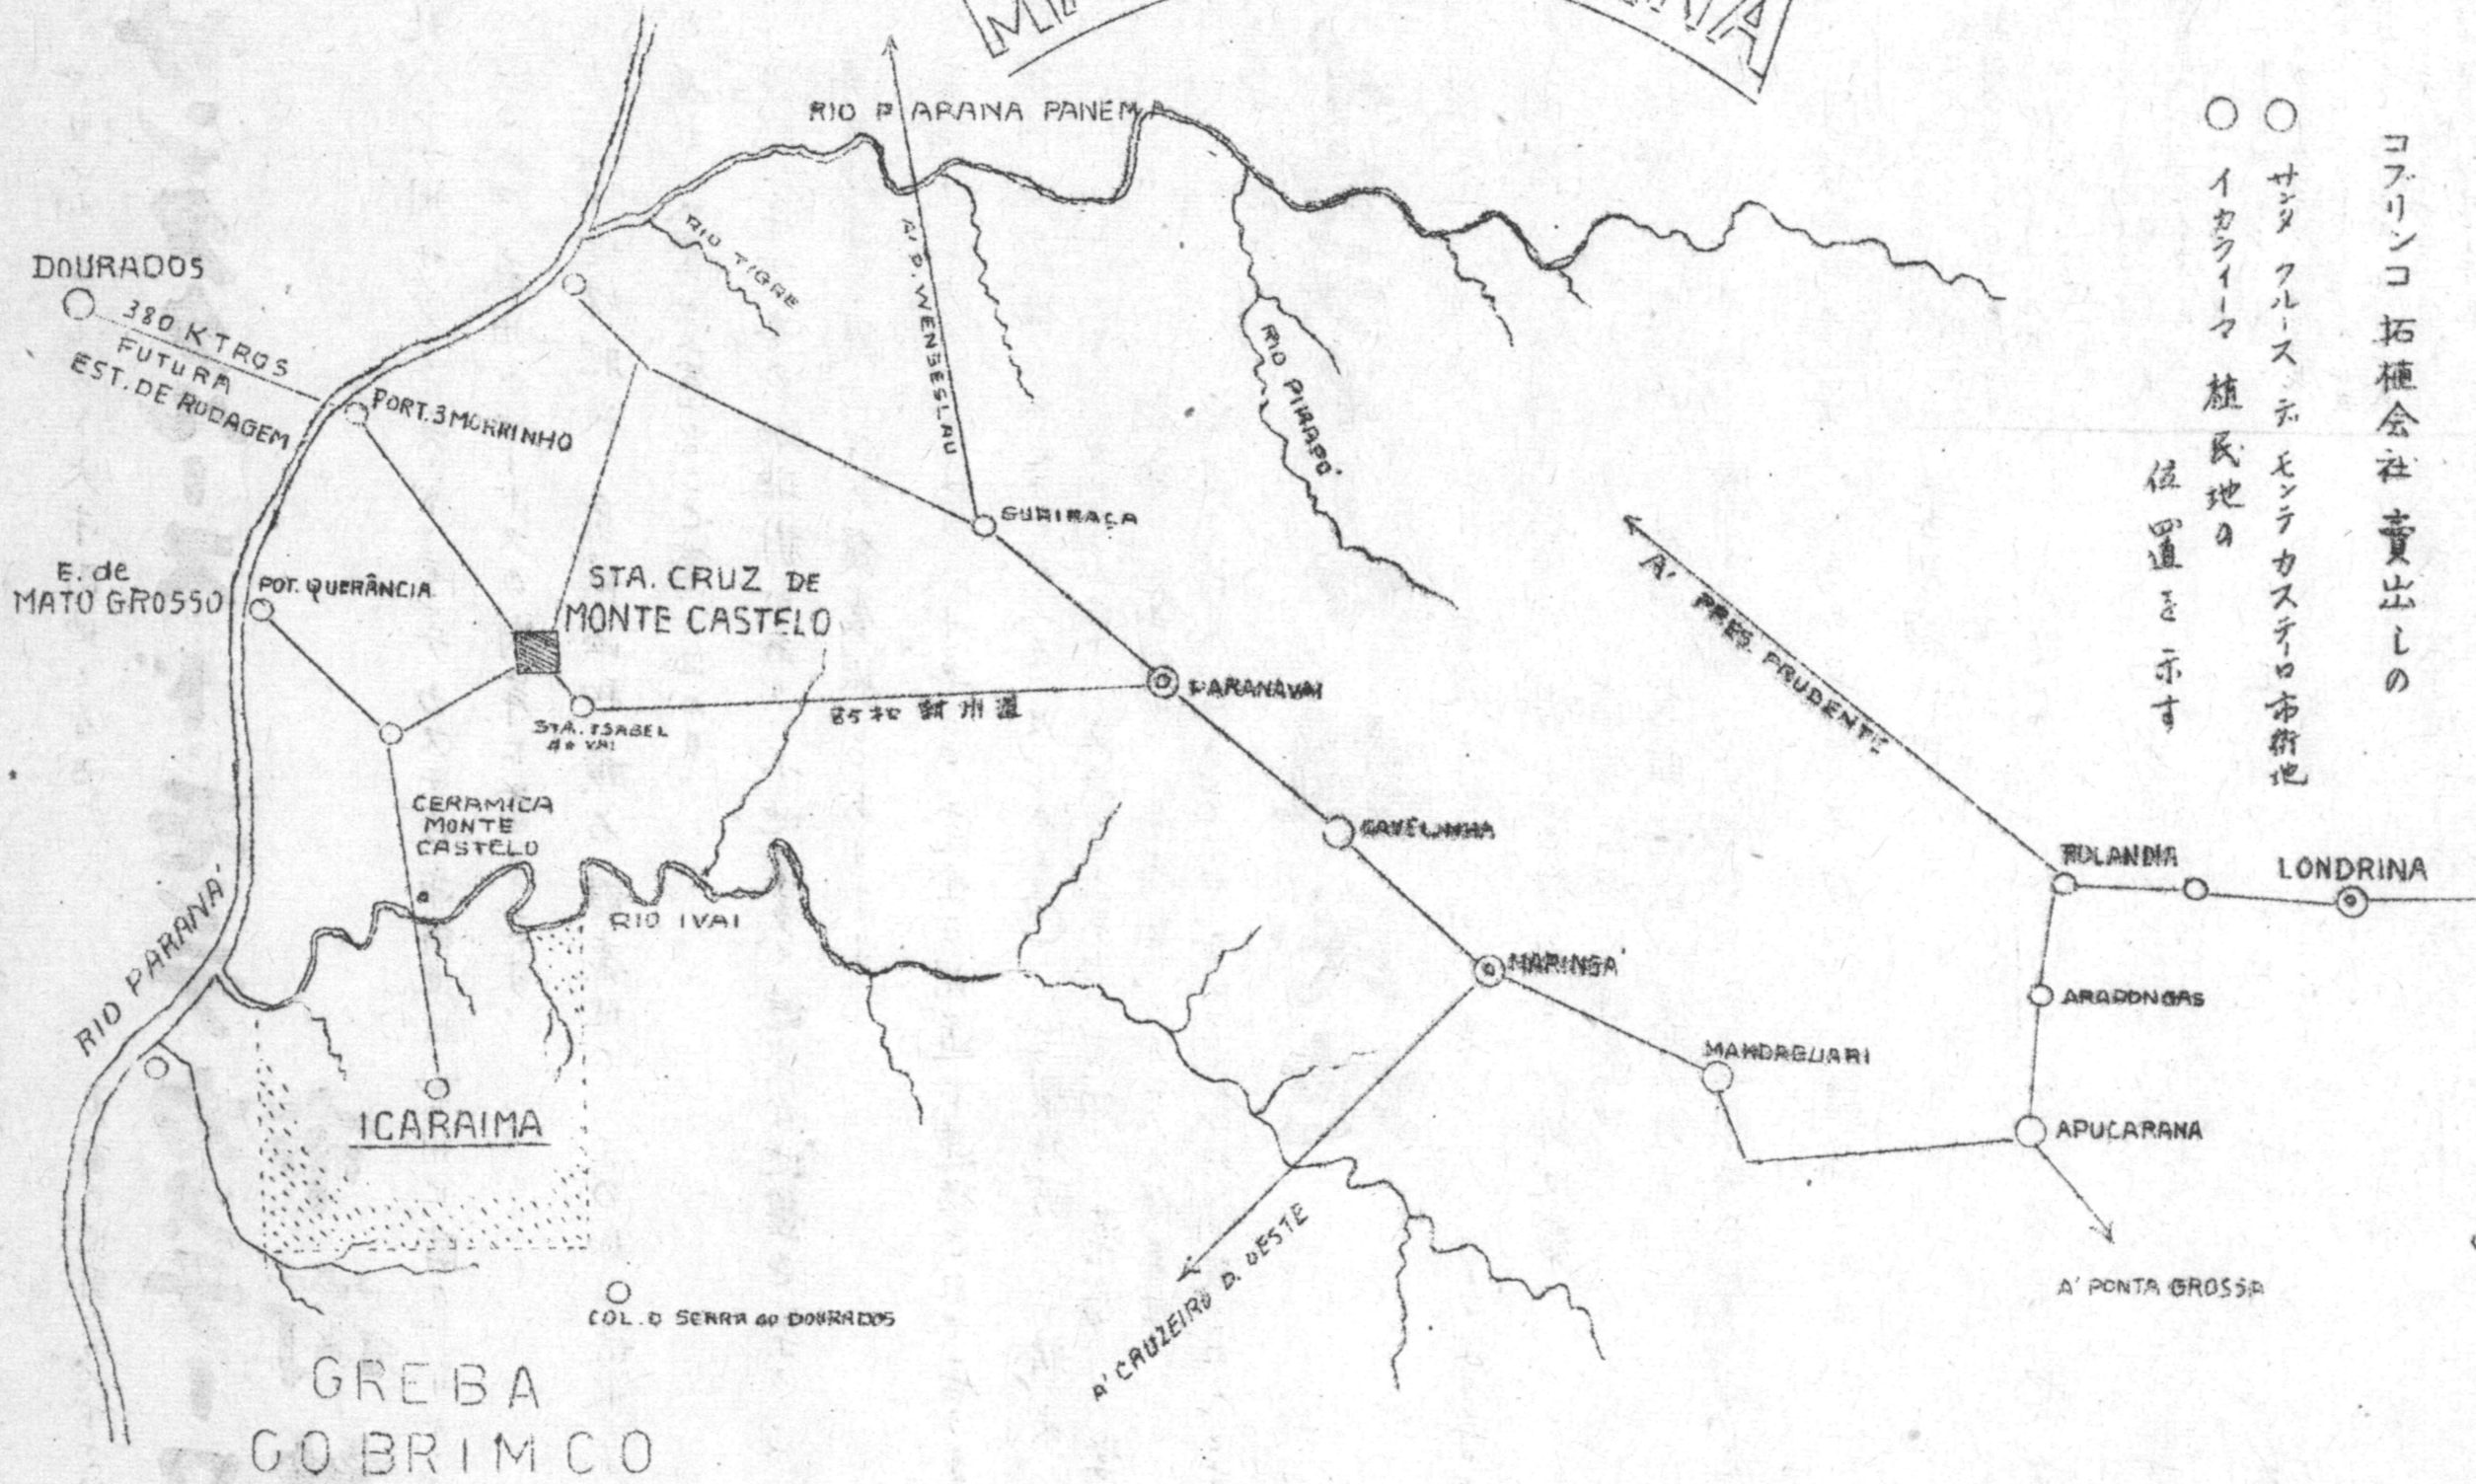 RIO PARANA PANEMA
コブリンコ拓植会社賣出しの
○ サンタ クルース デ モンテカステーロ市街地
○ イカライーマ 植民地の
位置を示す
RIO TIGRE
A' P. WENSESLAU
DOURADOS
380 KTROS
FUTURA
EST. DE RODAGEM
PORT. 3 MORRINHO
RIO PIRAPO'
GUAIRAÇA
A' PRES. PRUDENTE
E. de
MATO GROSSO
POT. QUERÂNCIA
STA. CRUZ DE
MONTE CASTELO
PARANAVAI
STA. ISABEL
do VAI
CERAMICA
MONTE
CASTELO
ROLANDIA
LONDRINA
RIO IVAI
RIO PARANA'
MARINGA'
ARAPONGAS
MANDAGUARI
ICARAIMA
APUCARANA
A' CRUZEIRO D. OESTE
A' PONTA GROSSA
COL. D SERRA do DOURADOS
GREBA
COBRIMCO